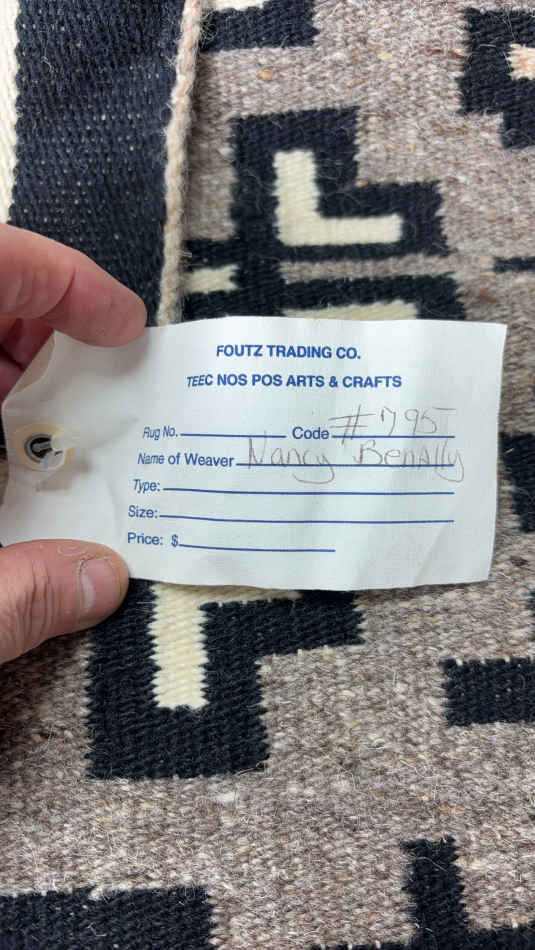 FOUTZ TRADING CO.
TEEC NOS POS ARTS & CRAFTS
Rug No. Code #795
Name of Weaver Nancy BenAlly
Type:
Size:
Price: $